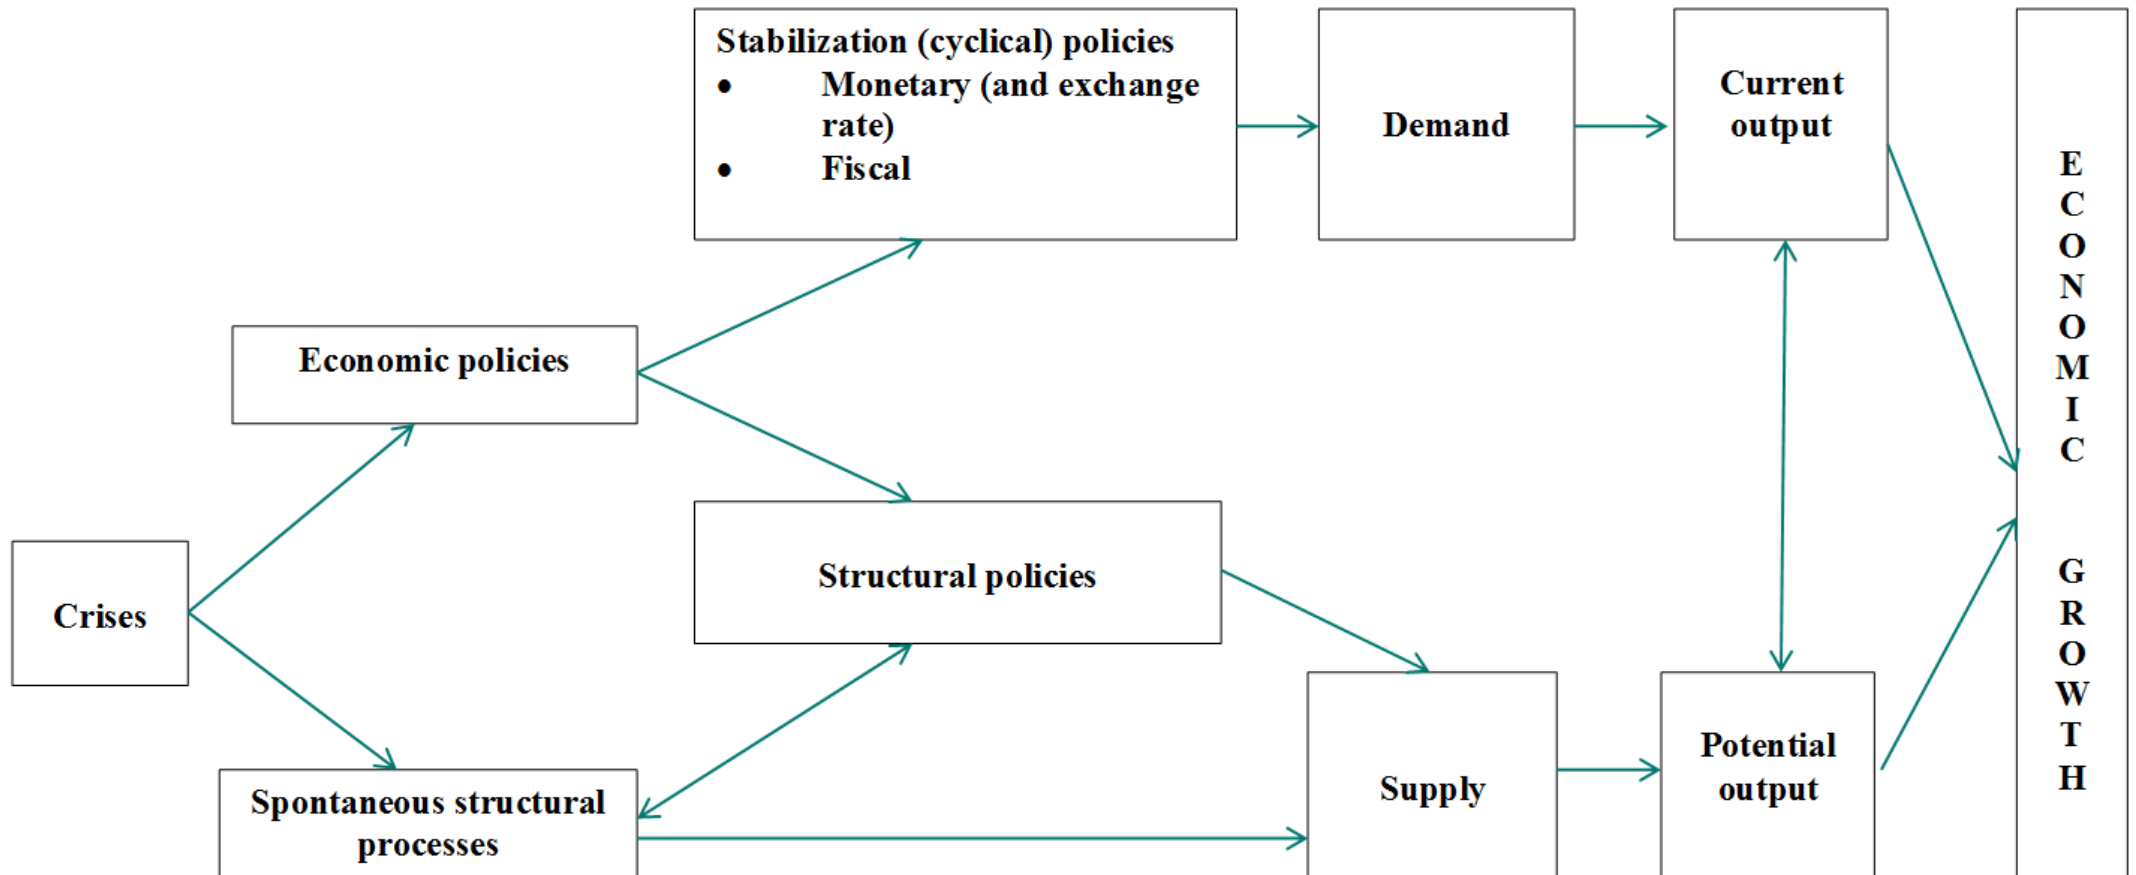 Stabilization (cyclical) policies
• Monetary (and exchange
rate)
• Fiscal
Demand
Current
output
Economic policies
Structural policies
Crises
Spontaneous structural
processes
Supply
Potential
output
E
C
O
N
O
M
I
C
G
R
O
W
T
H